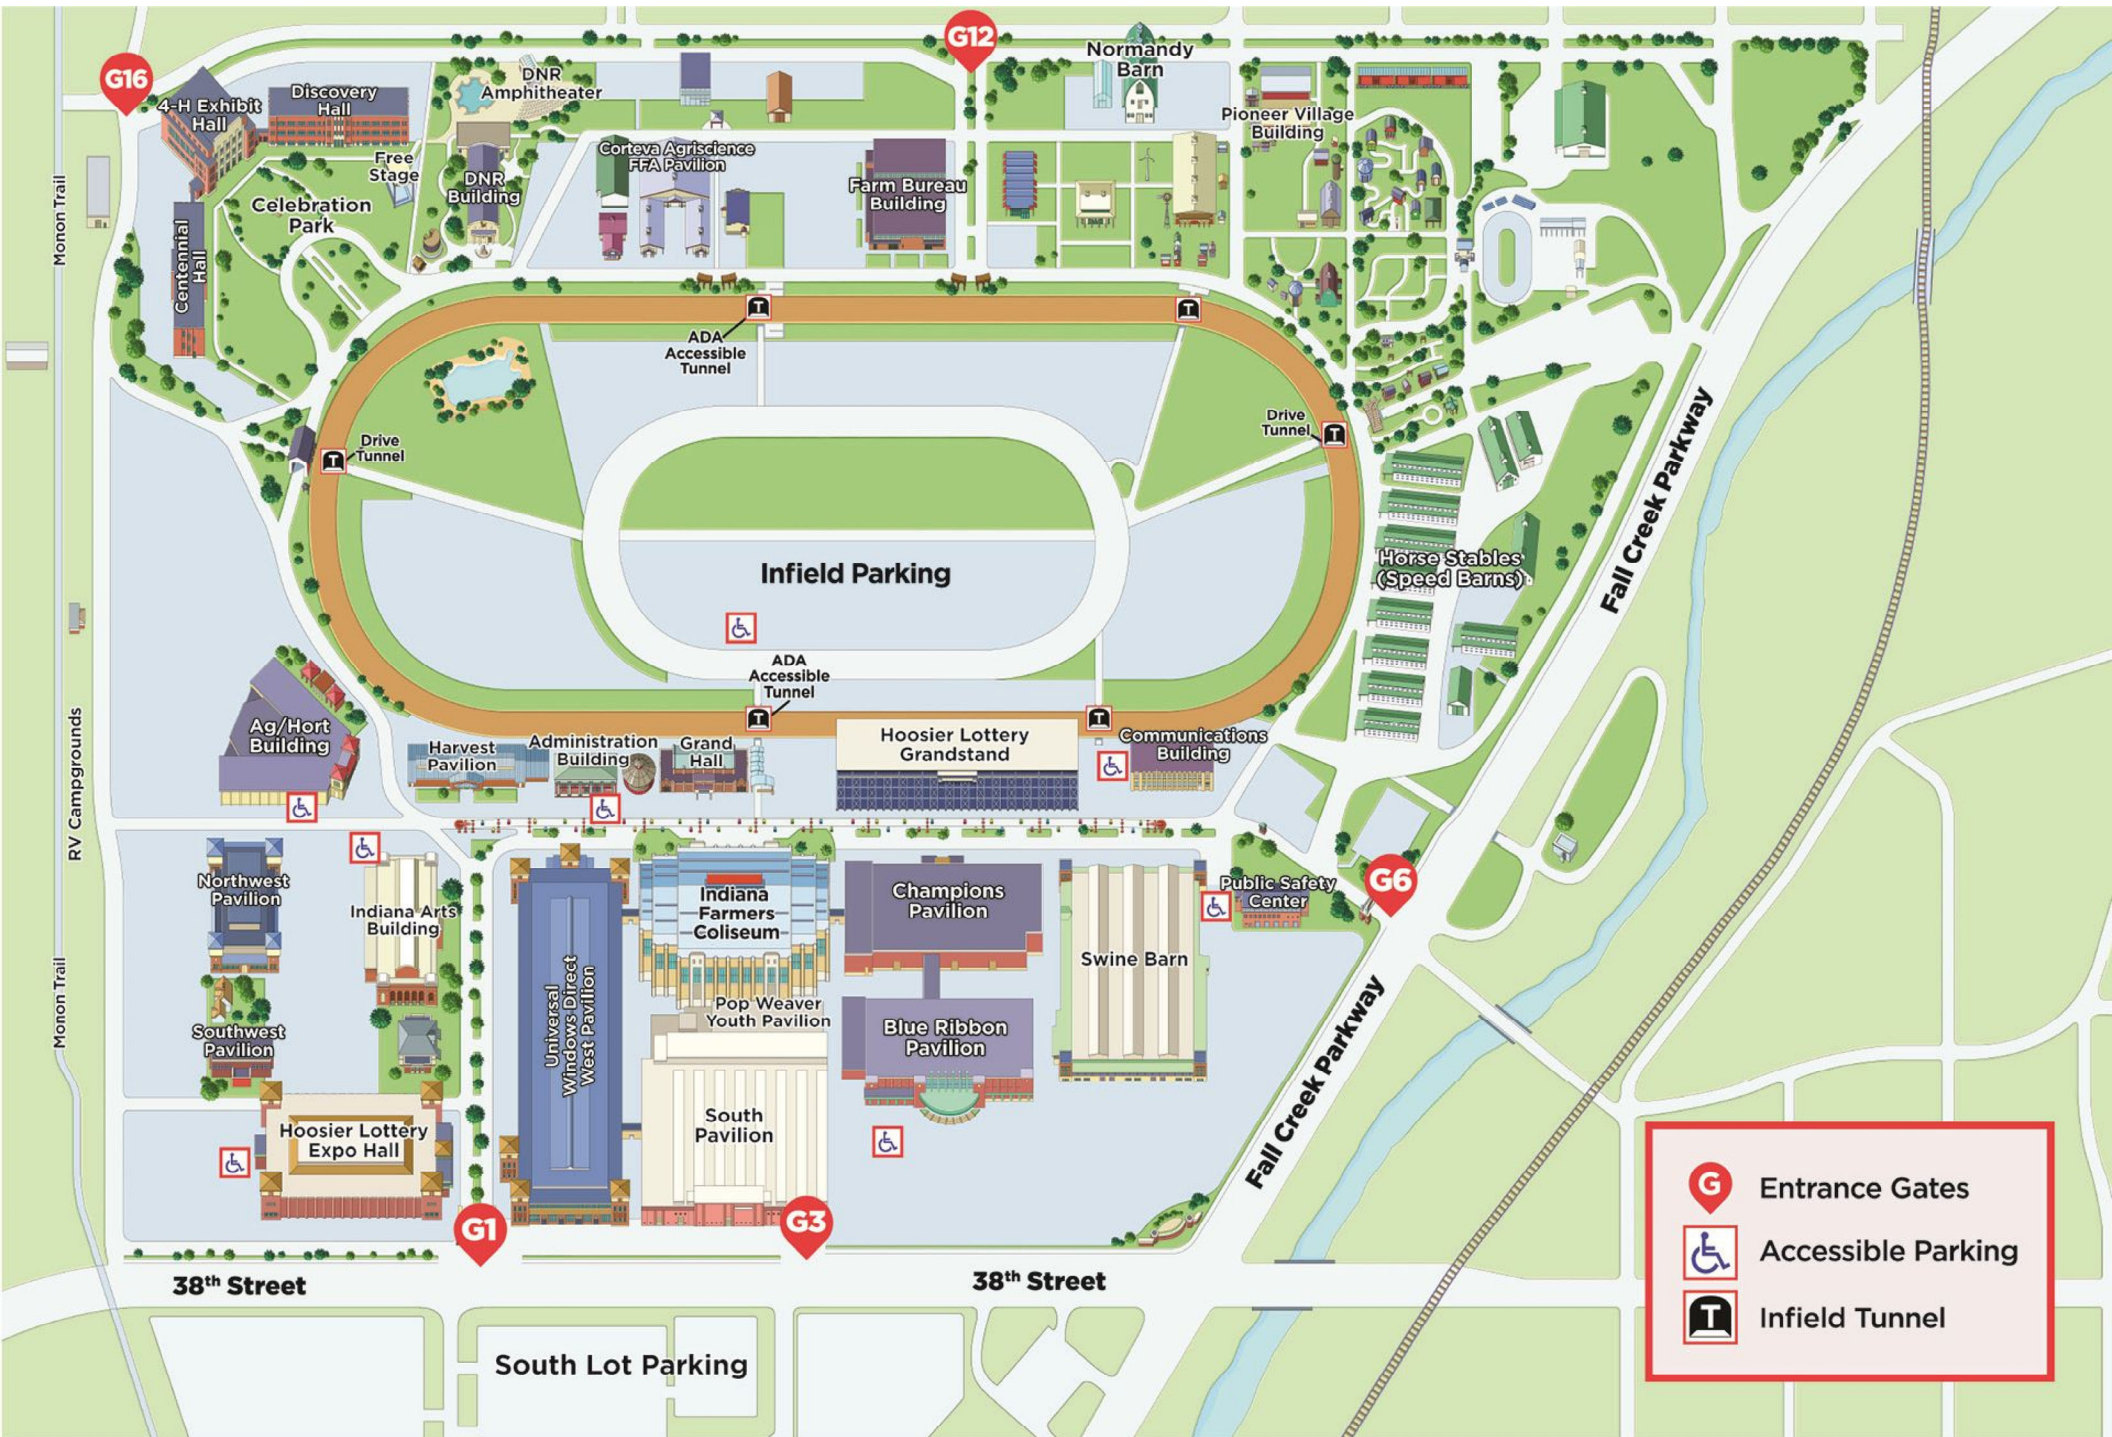 G16
G12
Normandy
Barn
DNR
Amphitheater
4-H Exhibit
Hall
Discovery
Hall
Pioneer Village
Building
Free
Stage
Corteva Agriscience
FFA Pavilion
DNR
Building
Farm Bureau
Building
Celebration
Park
Centennial
Hall
Monon Trail
T
T
ADA
Accessible
Tunnel
Drive
Tunnel
T
Drive
Tunnel
T
Fall Creek Parkway
Infield Parking
Horse Stables
(Speed Barns)
ADA
Accessible
Tunnel
T
T
Ag/Hort
Building
Harvest
Pavilion
Administration
Building
Grand
Hall
Hoosier Lottery
Grandstand
Communications
Building
RV Campgrounds
Northwest
Pavilion
Indiana Arts
Building
Indiana
Farmers
Coliseum
Champions
Pavilion
Swine Barn
Public Safety
Center
G6
Universal
Windows Direct
West Pavilion
Pop Weaver
Youth Pavilion
Blue Ribbon
Pavilion
Monon Trail
Southwest
Pavilion
Fall Creek Parkway
Hoosier Lottery
Expo Hall
South
Pavilion
G1
G3
38th Street
38th Street
South Lot Parking
G Entrance Gates
Accessible Parking
T Infield Tunnel